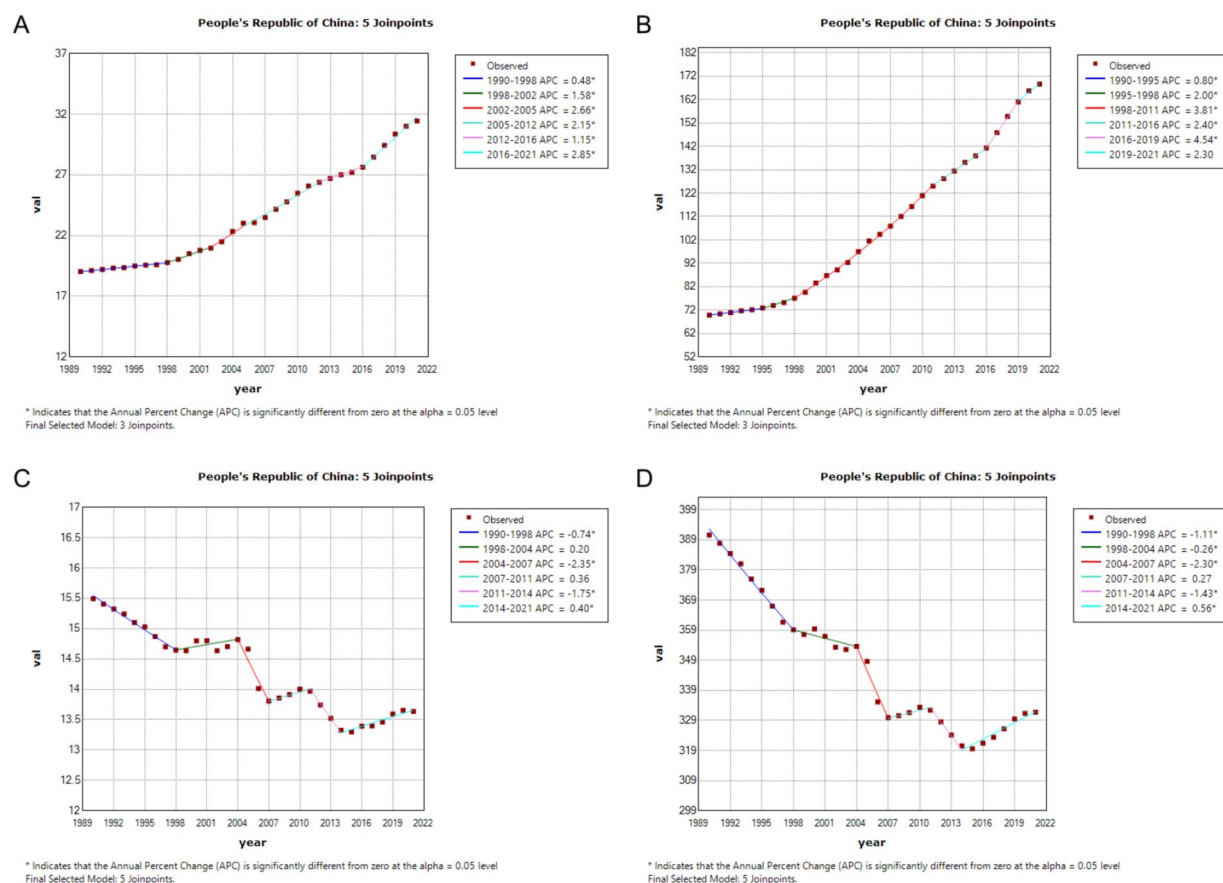 A
People's Republic of China: 5 Joinpoints
37
32
27
22
17
12
val
1989 1992 1995 1998 2001 2004 2007 2010 2013 2016 2019 2022
year
Observed
1990-1998 APC = 0.48*
1998-2002 APC = 1.58*
2002-2005 APC = 2.66*
2005-2012 APC = 2.15*
2012-2016 APC = 1.15*
2016-2021 APC = 2.85*
* Indicates that the Annual Percent Change (APC) is significantly different from zero at the alpha = 0.05 level
Final Selected Model: 3 Joinpoints.
B
People's Republic of China: 5 Joinpoints
182
172
162
152
142
132
122
112
102
92
82
72
62
52
val
1989 1992 1995 1998 2001 2004 2007 2010 2013 2016 2019 2022
year
Observed
1990-1995 APC = 0.80*
1995-1998 APC = 2.00*
1998-2011 APC = 3.81*
2011-2016 APC = 2.40*
2016-2019 APC = 4.54*
2019-2021 APC = 2.30
* Indicates that the Annual Percent Change (APC) is significantly different from zero at the alpha = 0.05 level
Final Selected Model: 3 Joinpoints.
C
People's Republic of China: 5 Joinpoints
17
16.5
16
15.5
15
14.5
14
13.5
13
12.5
12
val
1989 1992 1995 1998 2001 2004 2007 2010 2013 2016 2019 2022
year
Observed
1990-1998 APC = -0.74*
1998-2004 APC = 0.20
2004-2007 APC = -2.35*
2007-2011 APC = 0.36
2011-2014 APC = -1.75*
2014-2021 APC = 0.40*
* Indicates that the Annual Percent Change (APC) is significantly different from zero at the alpha = 0.05 level
Final Selected Model: 5 Joinpoints.
D
People's Republic of China: 5 Joinpoints
399
389
379
369
359
349
339
329
319
309
299
val
1989 1992 1995 1998 2001 2004 2007 2010 2013 2016 2019 2022
year
Observed
1990-1998 APC = -1.11*
1998-2004 APC = -0.26*
2004-2007 APC = -2.30*
2007-2011 APC = 0.27
2011-2014 APC = -1.43*
2014-2021 APC = 0.56*
* Indicates that the Annual Percent Change (APC) is significantly different from zero at the alpha = 0.05 level
Final Selected Model: 5 Joinpoints.